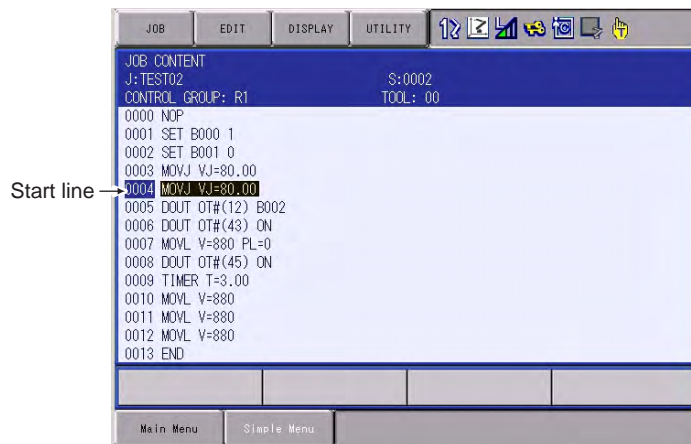 JOB EDIT DISPLAY UTILITY
JOB CONTENT
J:TEST02 S:0002
CONTROL GROUP: R1 TOOL: 00
0000 NOP
0001 SET B000 1
0002 SET B001 0
0003 MOVJ VJ=80.00
Start line 0004 MOVJ VJ=80.00
0005 DOUT OT#(12) B002
0006 DOUT OT#(43) ON
0007 MOVL V=880 PL=0
0008 DOUT OT#(45) ON
0009 TIMER T=3.00
0010 MOVL V=880
0011 MOVL V=880
0012 MOVL V=880
0013 END
Main Menu Simple Menu